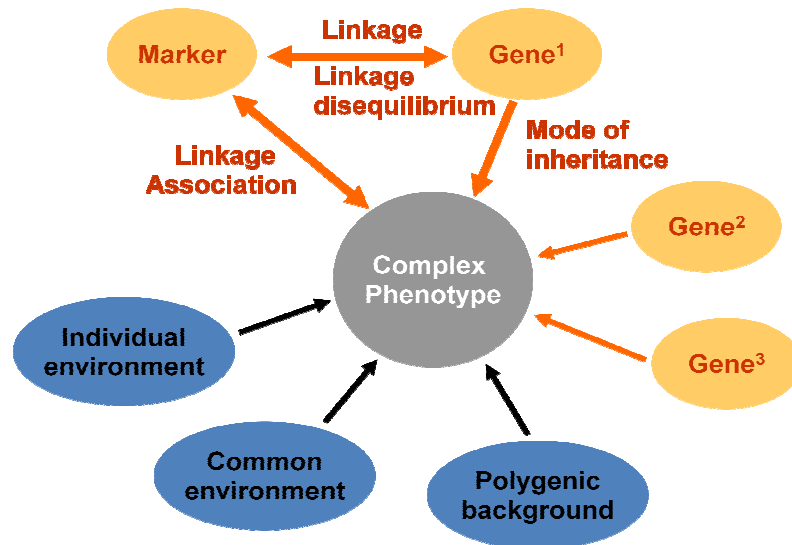 Linkage
Marker
Gene¹
Linkage
disequilibrium
Mode of
inheritance
Linkage
Association
Gene²
Complex
Phenotype
Individual
environment
Gene³
Common
environment
Polygenic
background